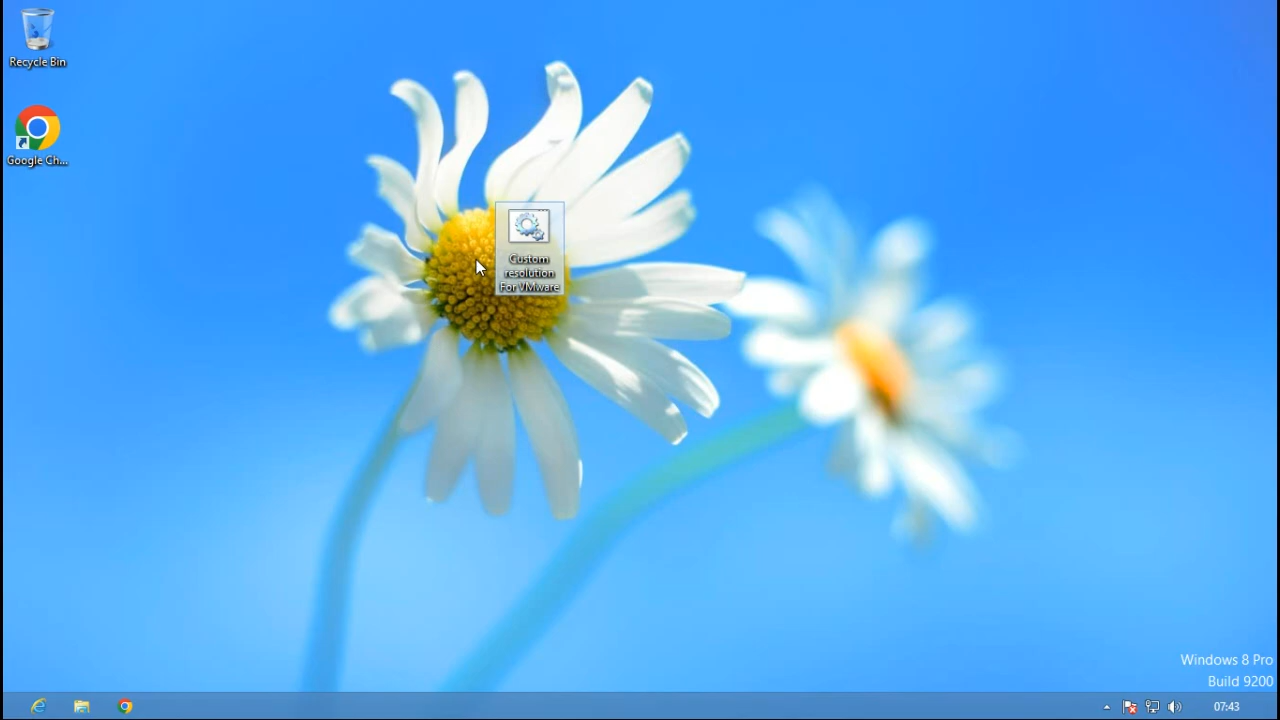 Recycle Bin
Google Ch...
Custom
resolution
For VMware
Windows 8 Pro
Build 9200
07:43